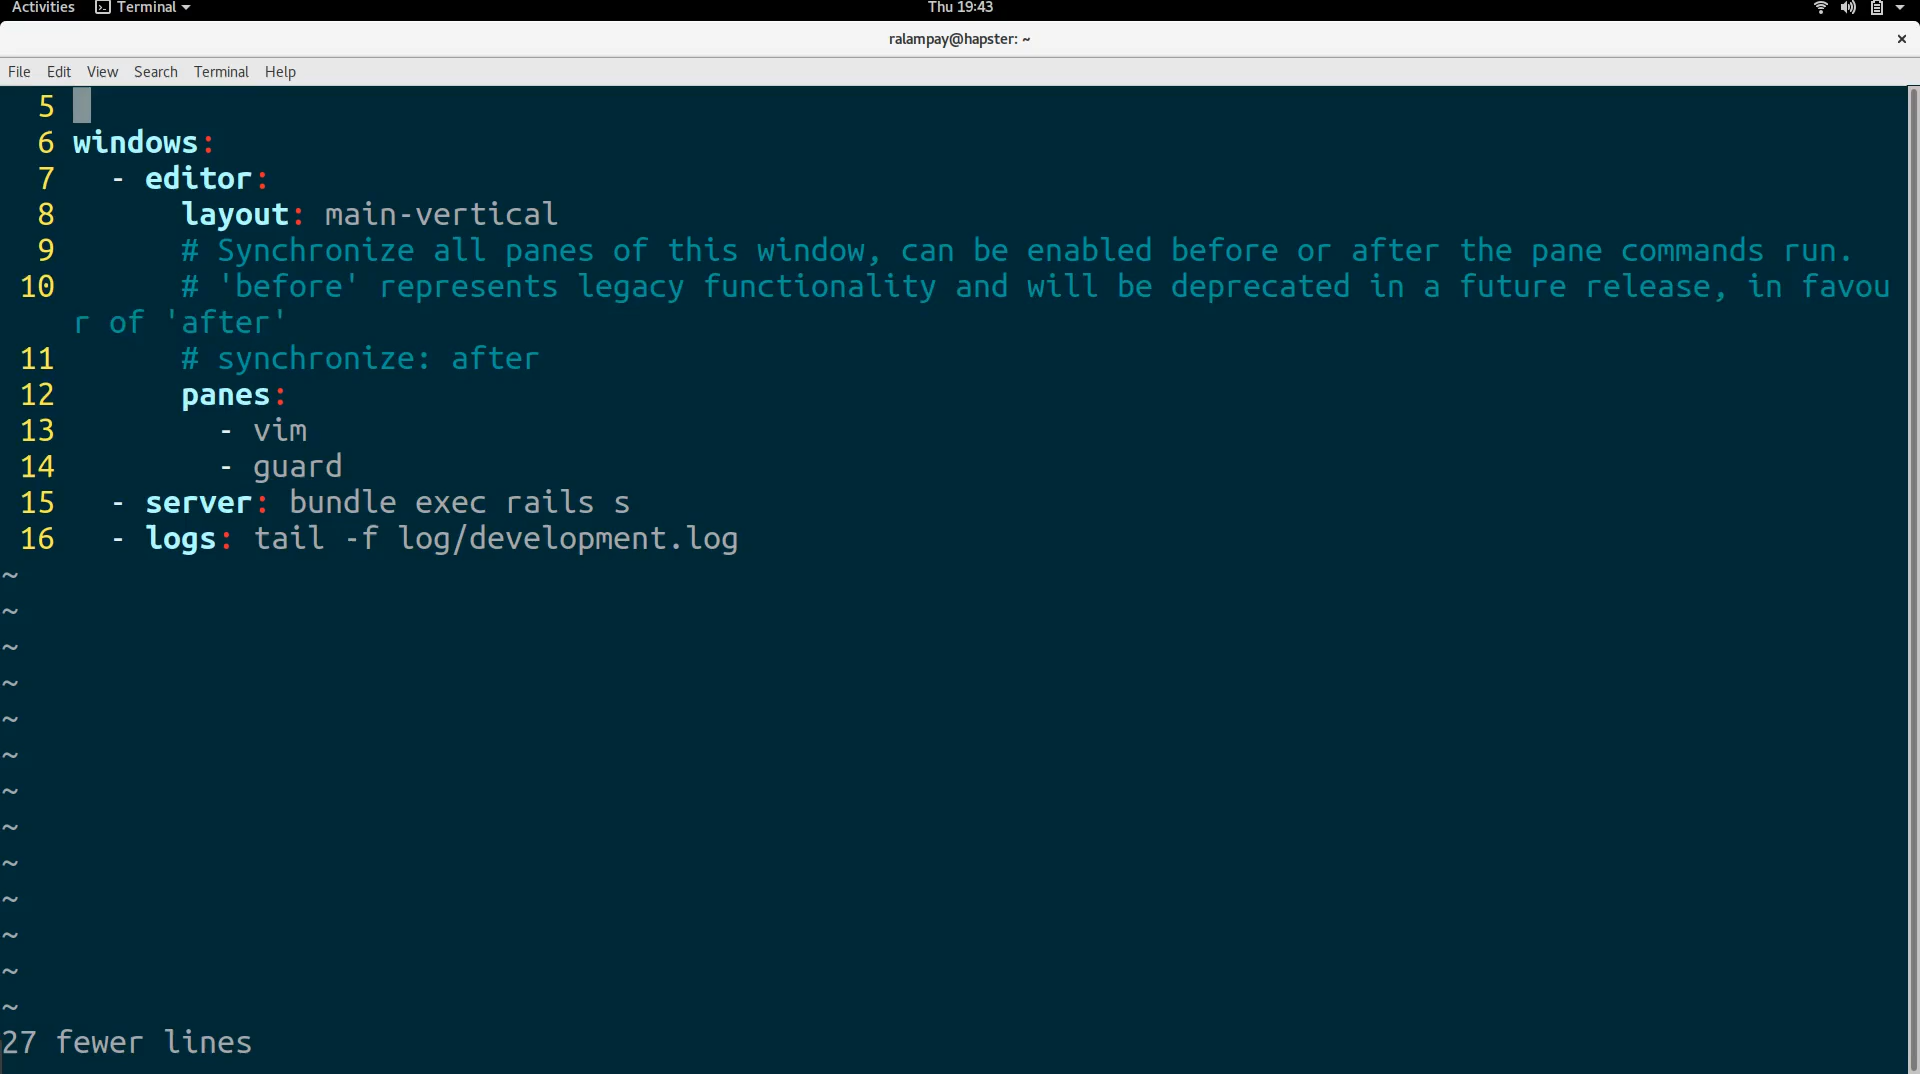 Activities Terminal Thu 19:43
ralampay@hapster: ~ ×
File Edit View Search Terminal Help
5
6 windows:
7   - editor:
8       layout: main-vertical
9       # Synchronize all panes of this window, can be enabled before or after the pane commands run.
10       # 'before' represents legacy functionality and will be deprecated in a future release, in favou
r of 'after'
11       # synchronize: after
12       panes:
13         - vim
14         - guard
15   - server: bundle exec rails s
16   - logs: tail -f log/development.log
~
~
~
~
~
~
~
~
~
~
~
~
~
27 fewer lines